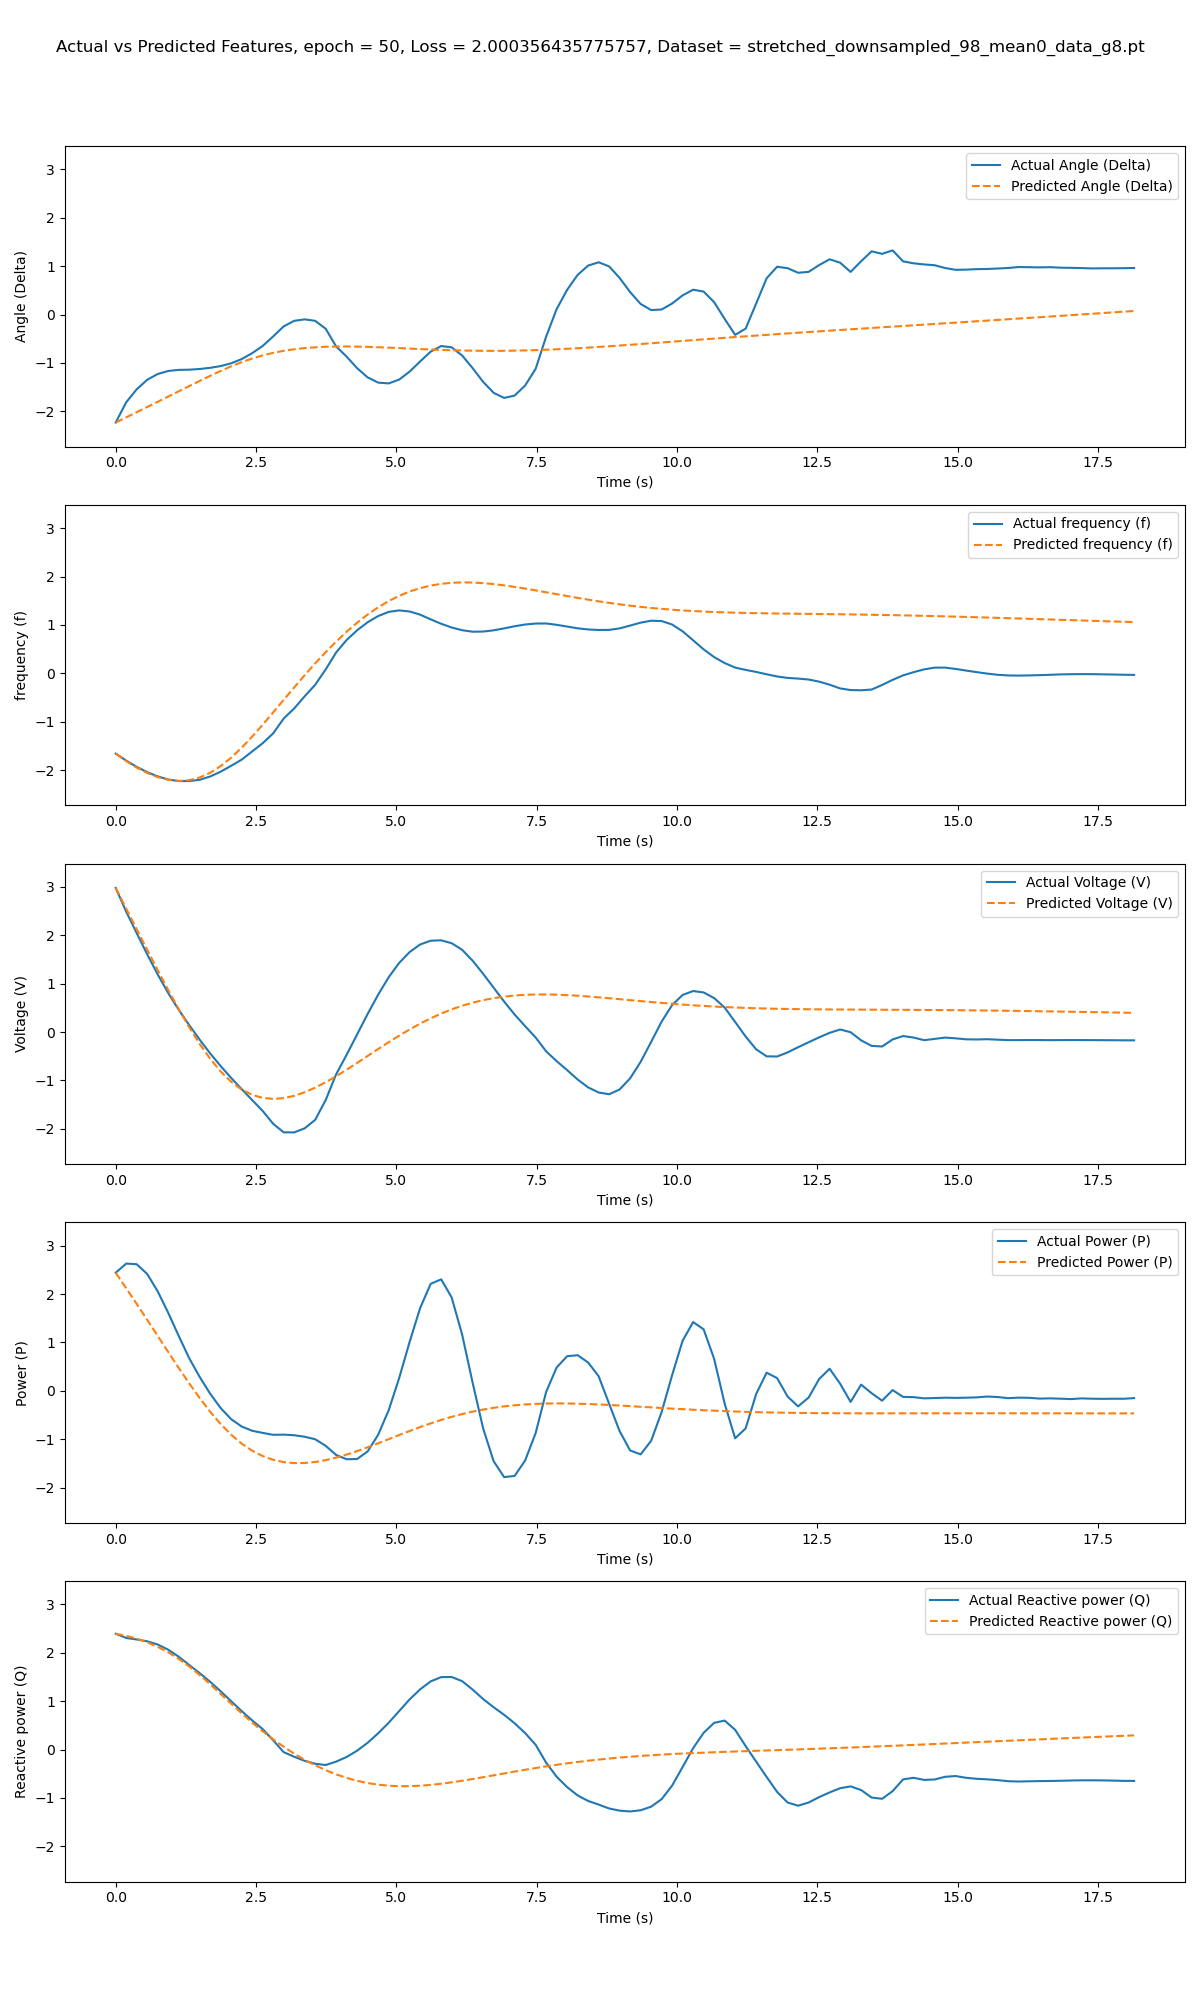 Actual vs Predicted Features, epoch = 50, Loss = 2.000356435775757, Dataset = stretched_downsampled_98_mean0_data_g8.pt
Actual Angle (Delta)
Predicted Angle (Delta)
Angle (Delta)
3
2
1
0
−1
−2
0.0 2.5 5.0 7.5 10.0 12.5 15.0 17.5
Time (s)
Actual frequency (f)
Predicted frequency (f)
frequency (f)
3
2
1
0
−1
−2
0.0 2.5 5.0 7.5 10.0 12.5 15.0 17.5
Time (s)
Actual Voltage (V)
Predicted Voltage (V)
Voltage (V)
3
2
1
0
−1
−2
0.0 2.5 5.0 7.5 10.0 12.5 15.0 17.5
Time (s)
Actual Power (P)
Predicted Power (P)
Power (P)
3
2
1
0
−1
−2
0.0 2.5 5.0 7.5 10.0 12.5 15.0 17.5
Time (s)
Actual Reactive power (Q)
Predicted Reactive power (Q)
Reactive power (Q)
3
2
1
0
−1
−2
0.0 2.5 5.0 7.5 10.0 12.5 15.0 17.5
Time (s)